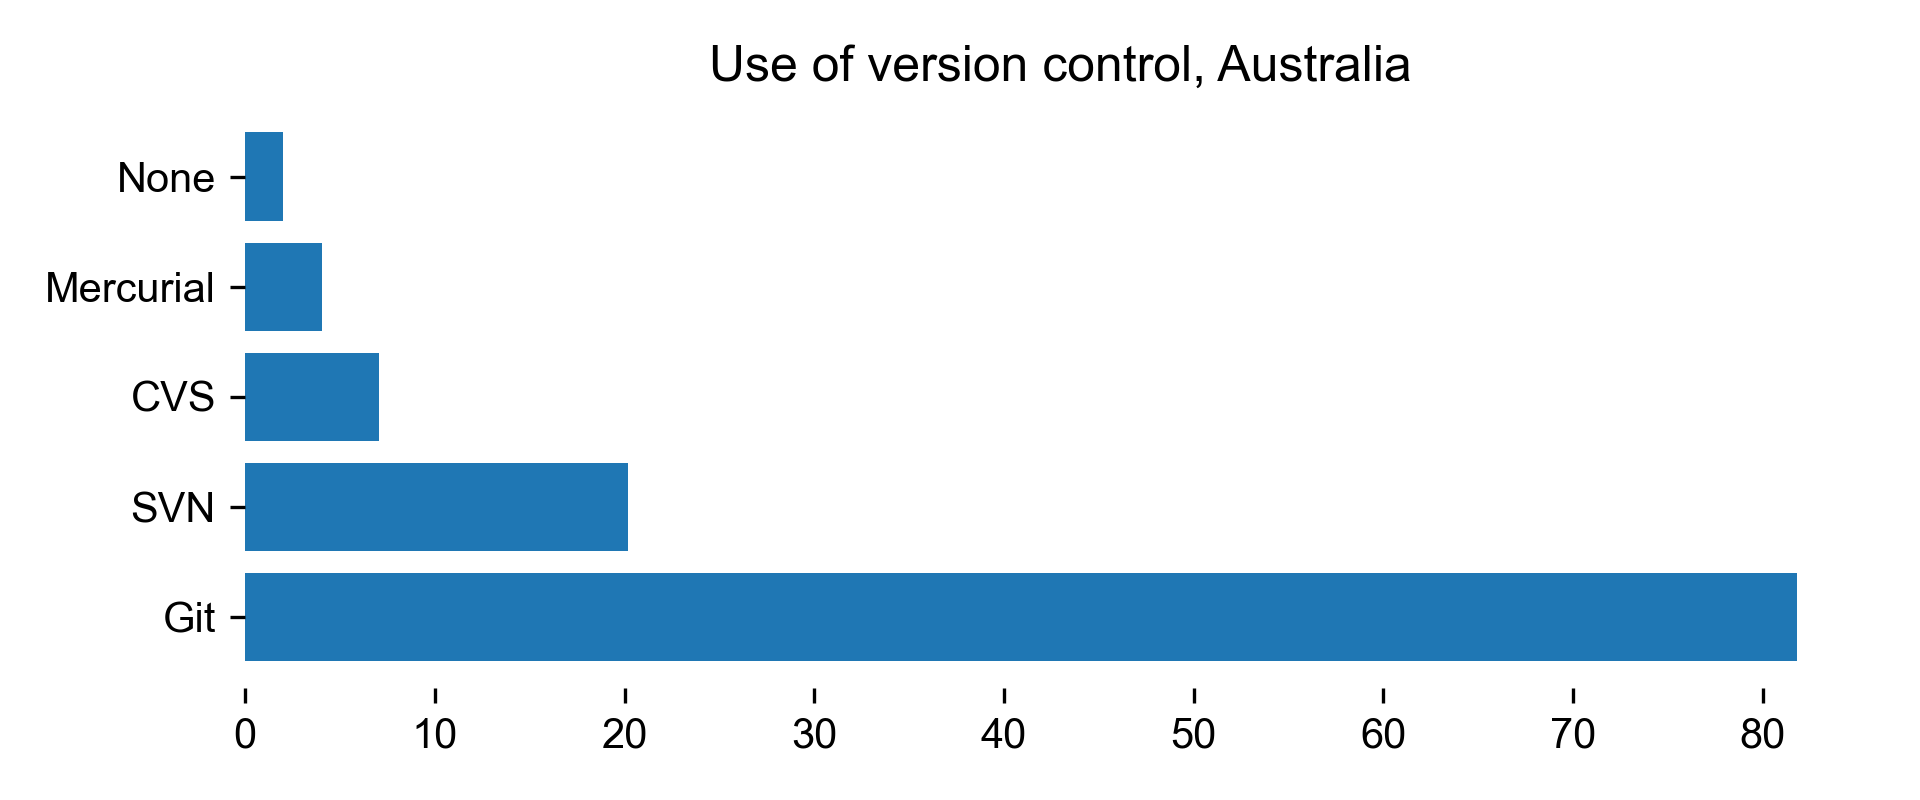 Use of version control, Australia
None
Mercurial
CVS
SVN
Git
0 10 20 30 40 50 60 70 80